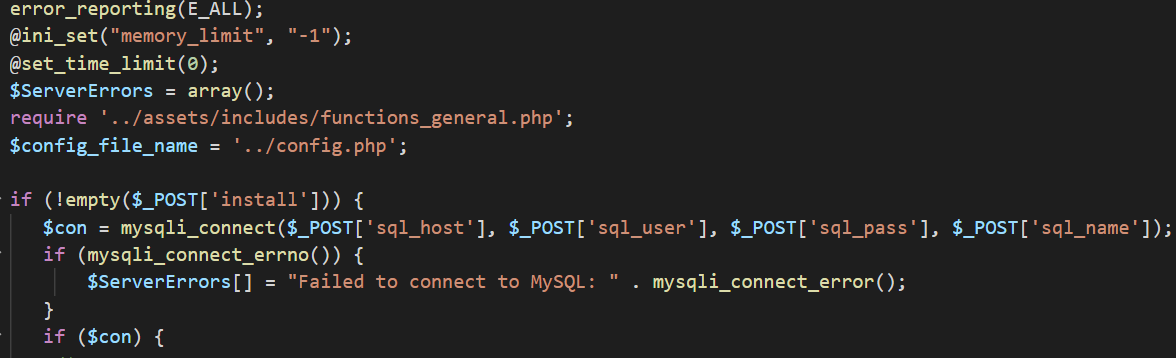 error_reporting(E_ALL);
@ini_set("memory_limit", "-1");
@set_time_limit(0);
$ServerErrors = array();
require '../assets/includes/functions_general.php';
$config_file_name = '../config.php';
if (!empty($_POST['install'])) {
$con = mysqli_connect($_POST['sql_host'], $_POST['sql_user'], $_POST['sql_pass'], $_POST['sql_name']);
if (mysqli_connect_errno()) {
$ServerErrors[] = "Failed to connect to MySQL: " . mysqli_connect_error();
}
if ($con) {